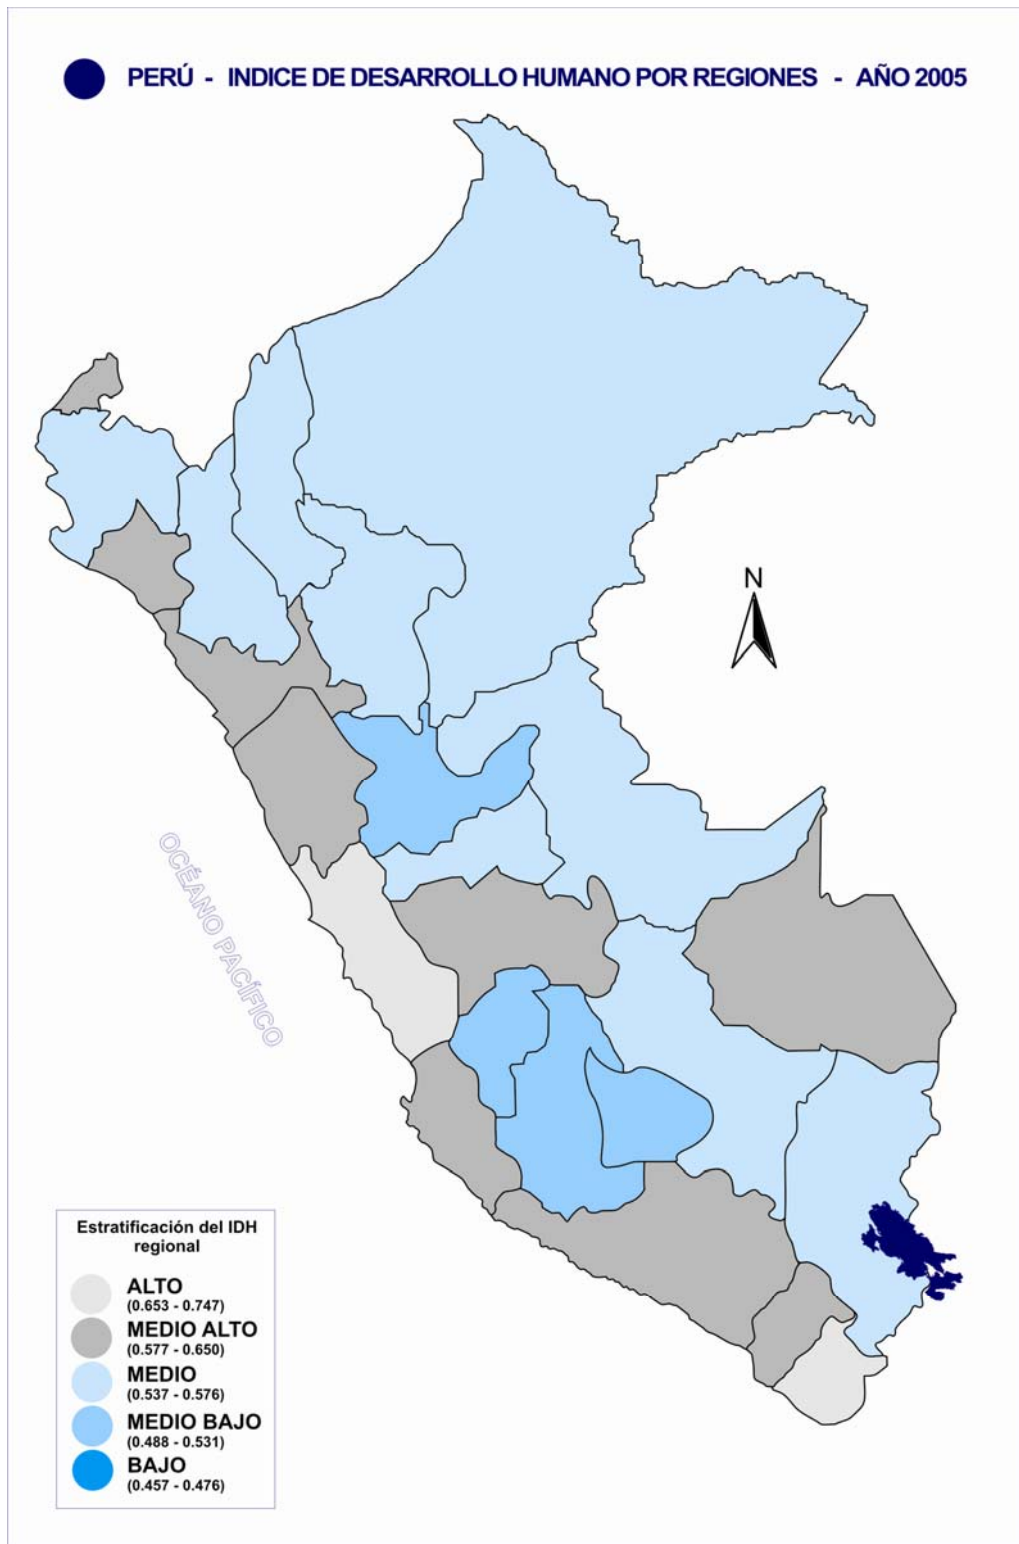 PERÚ - INDICE DE DESARROLLO HUMANO POR REGIONES - AÑO 2005
N
OCÉANO PACÍFICO
Estratificación del IDH
regional
ALTO
(0.653 - 0.747)
MEDIO ALTO
(0.577 - 0.650)
MEDIO
(0.537 - 0.576)
MEDIO BAJO
(0.488 - 0.531)
BAJO
(0.457 - 0.476)